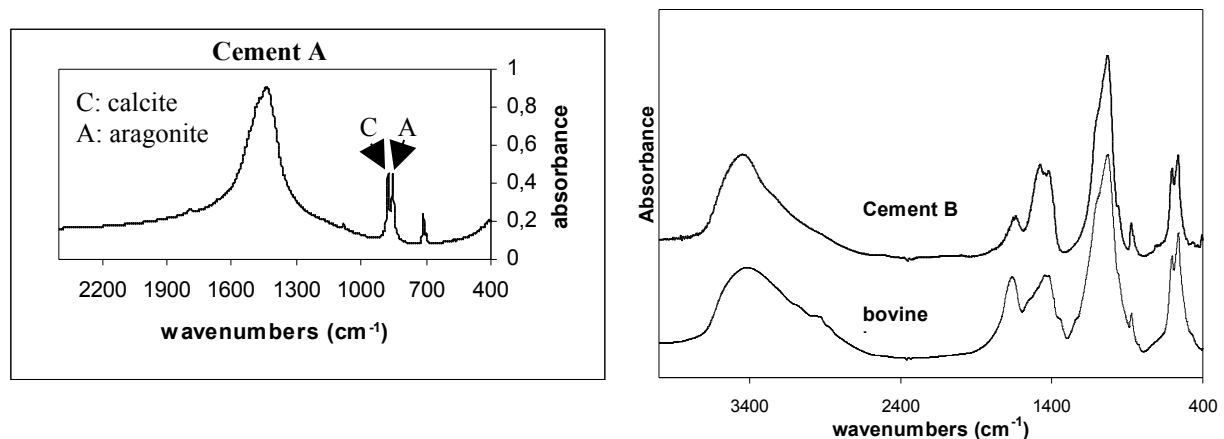 Cement A
C: calcite
A: aragonite
C A
1
0,8
0,6
0,4
0,2
0
absorbance
2200 1900 1600 1300 1000 700 400
wavenumbers (cm-1)
Absorbance
Cement B
bovine
3400 2400 1400 400
wavenumbers (cm-1)